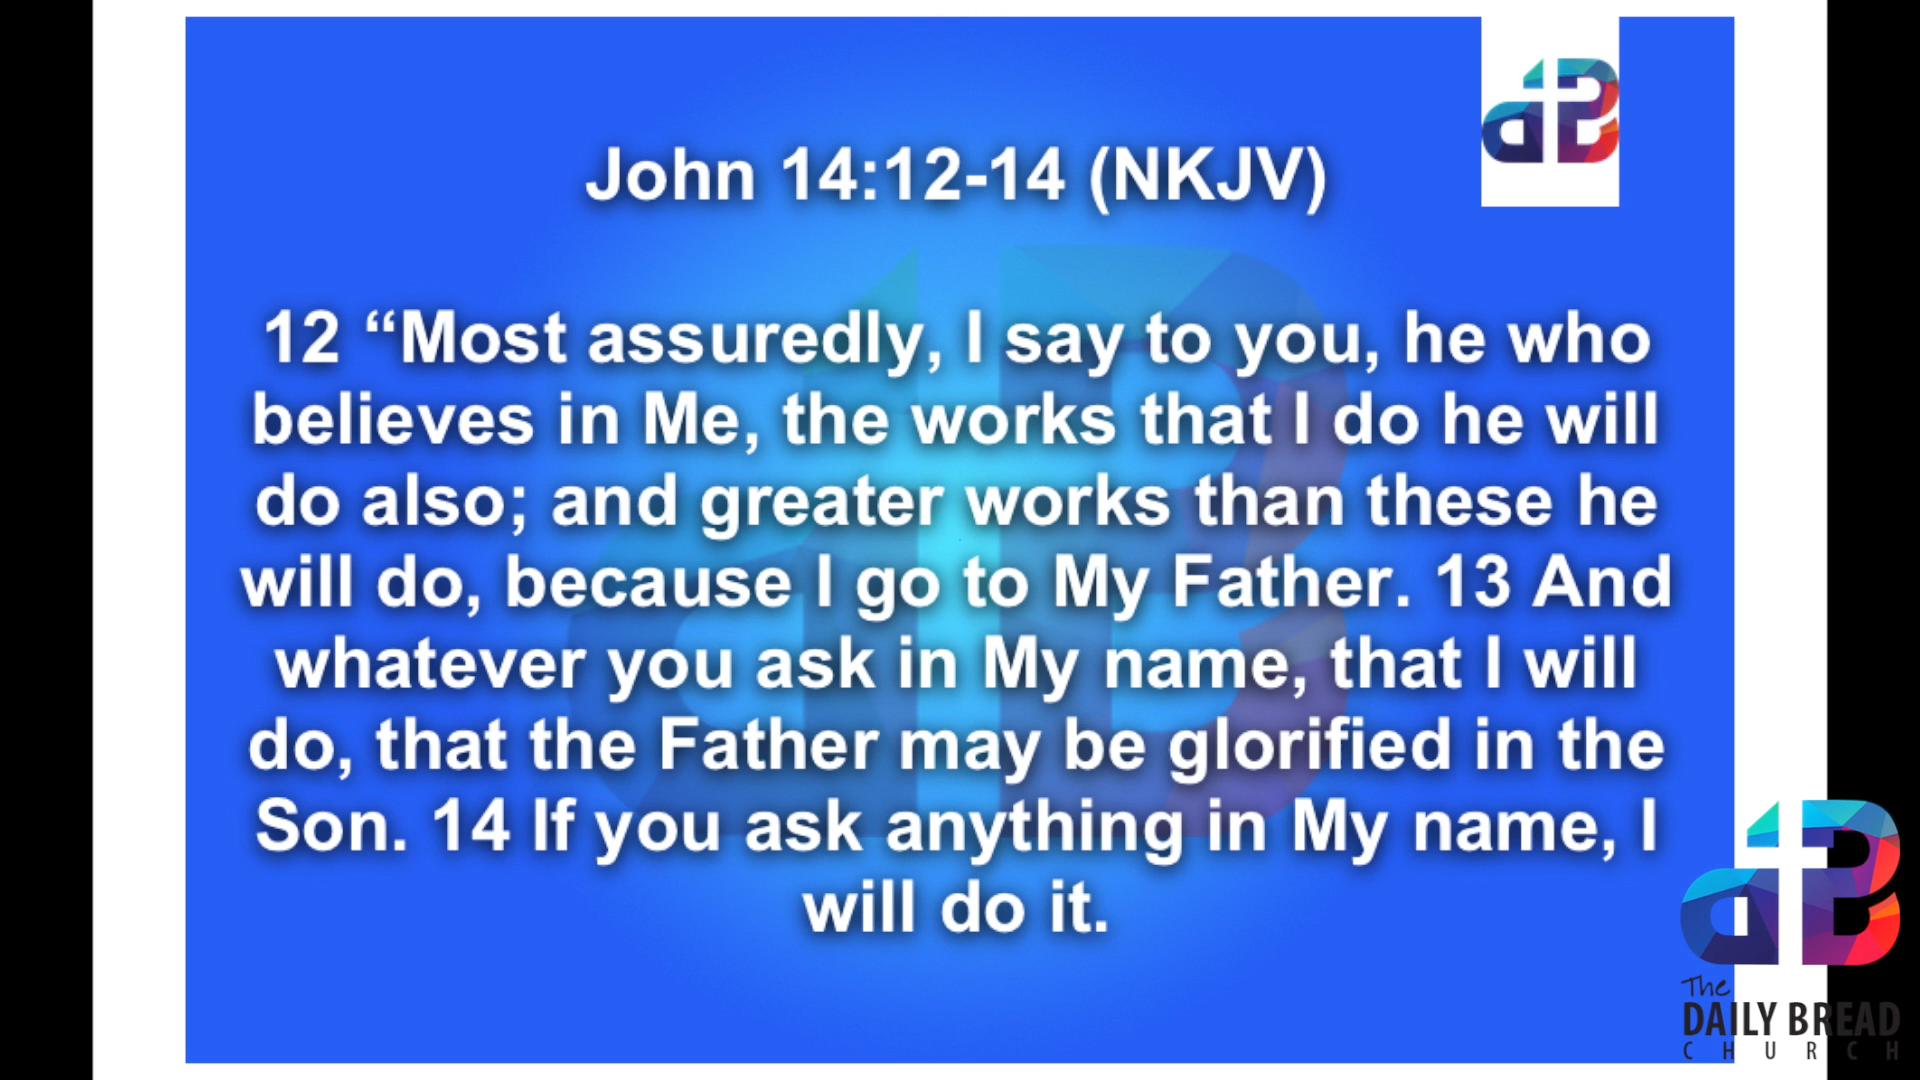 John 14:12-14 (NKJV)
12 “Most assuredly, I say to you, he who
believes in Me, the works that I do he will
do also; and greater works than these he
will do, because I go to My Father. 13 And
whatever you ask in My name, that I will
do, that the Father may be glorified in the
Son. 14 If you ask anything in My name, I
will do it.
The
DAILY BREAD
CHURCH